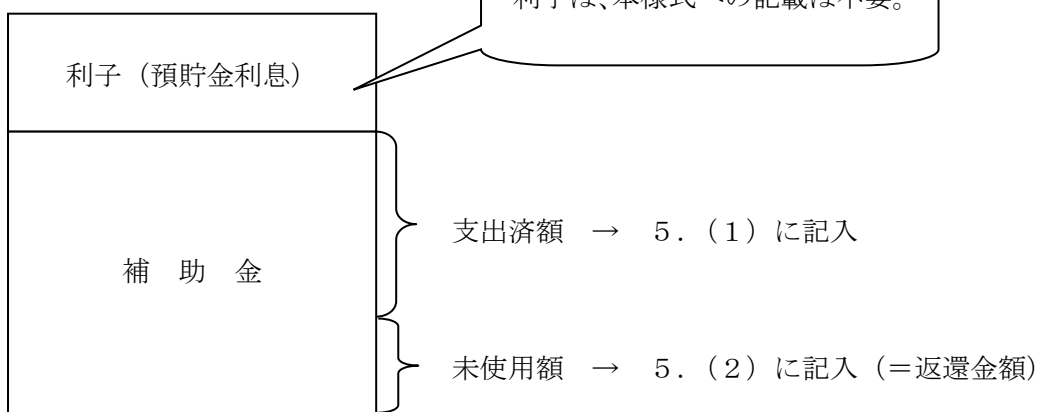 利子は、本様式への記載は不要。
利子（預貯金利息）
支出済額　→　５．（１）に記入
補　助　金
未使用額　→　５．（２）に記入（＝返還金額）